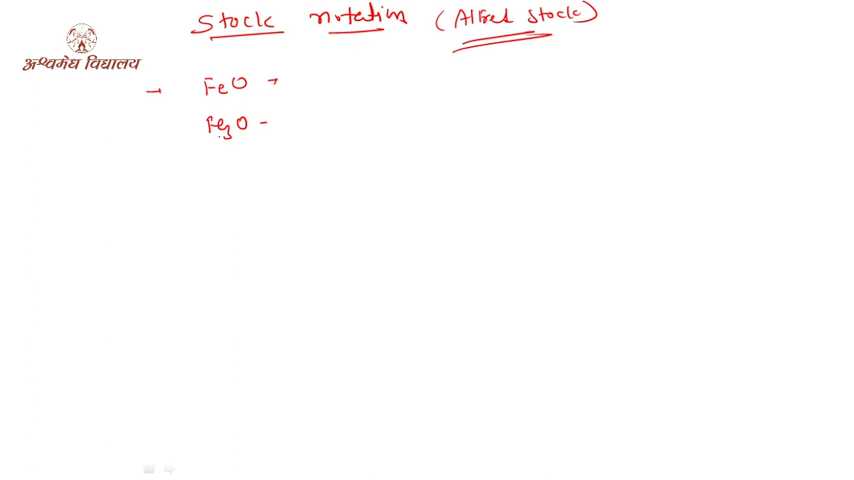 Stock notation (Alfred Stock)
अश्वमेध विद्यालय
→ FeO →
Fe3O -